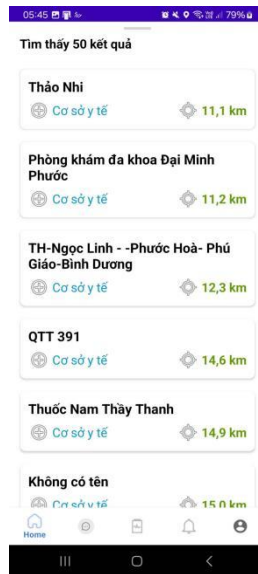 05:45 79%
Tìm thấy 50 kết quả
Thảo Nhi
Cơ sở y tế 11,1 km
Phòng khám đa khoa Đại Minh
Phước
Cơ sở y tế 11,2 km
TH-Ngọc Linh - -Phước Hoà- Phú
Giáo-Bình Dương
Cơ sở y tế 12,3 km
QTT 391
Cơ sở y tế 14,6 km
Thuốc Nam Thầy Thanh
Cơ sở y tế 14,9 km
Không có tên
Cơ sở y tế 15,0 km
Home